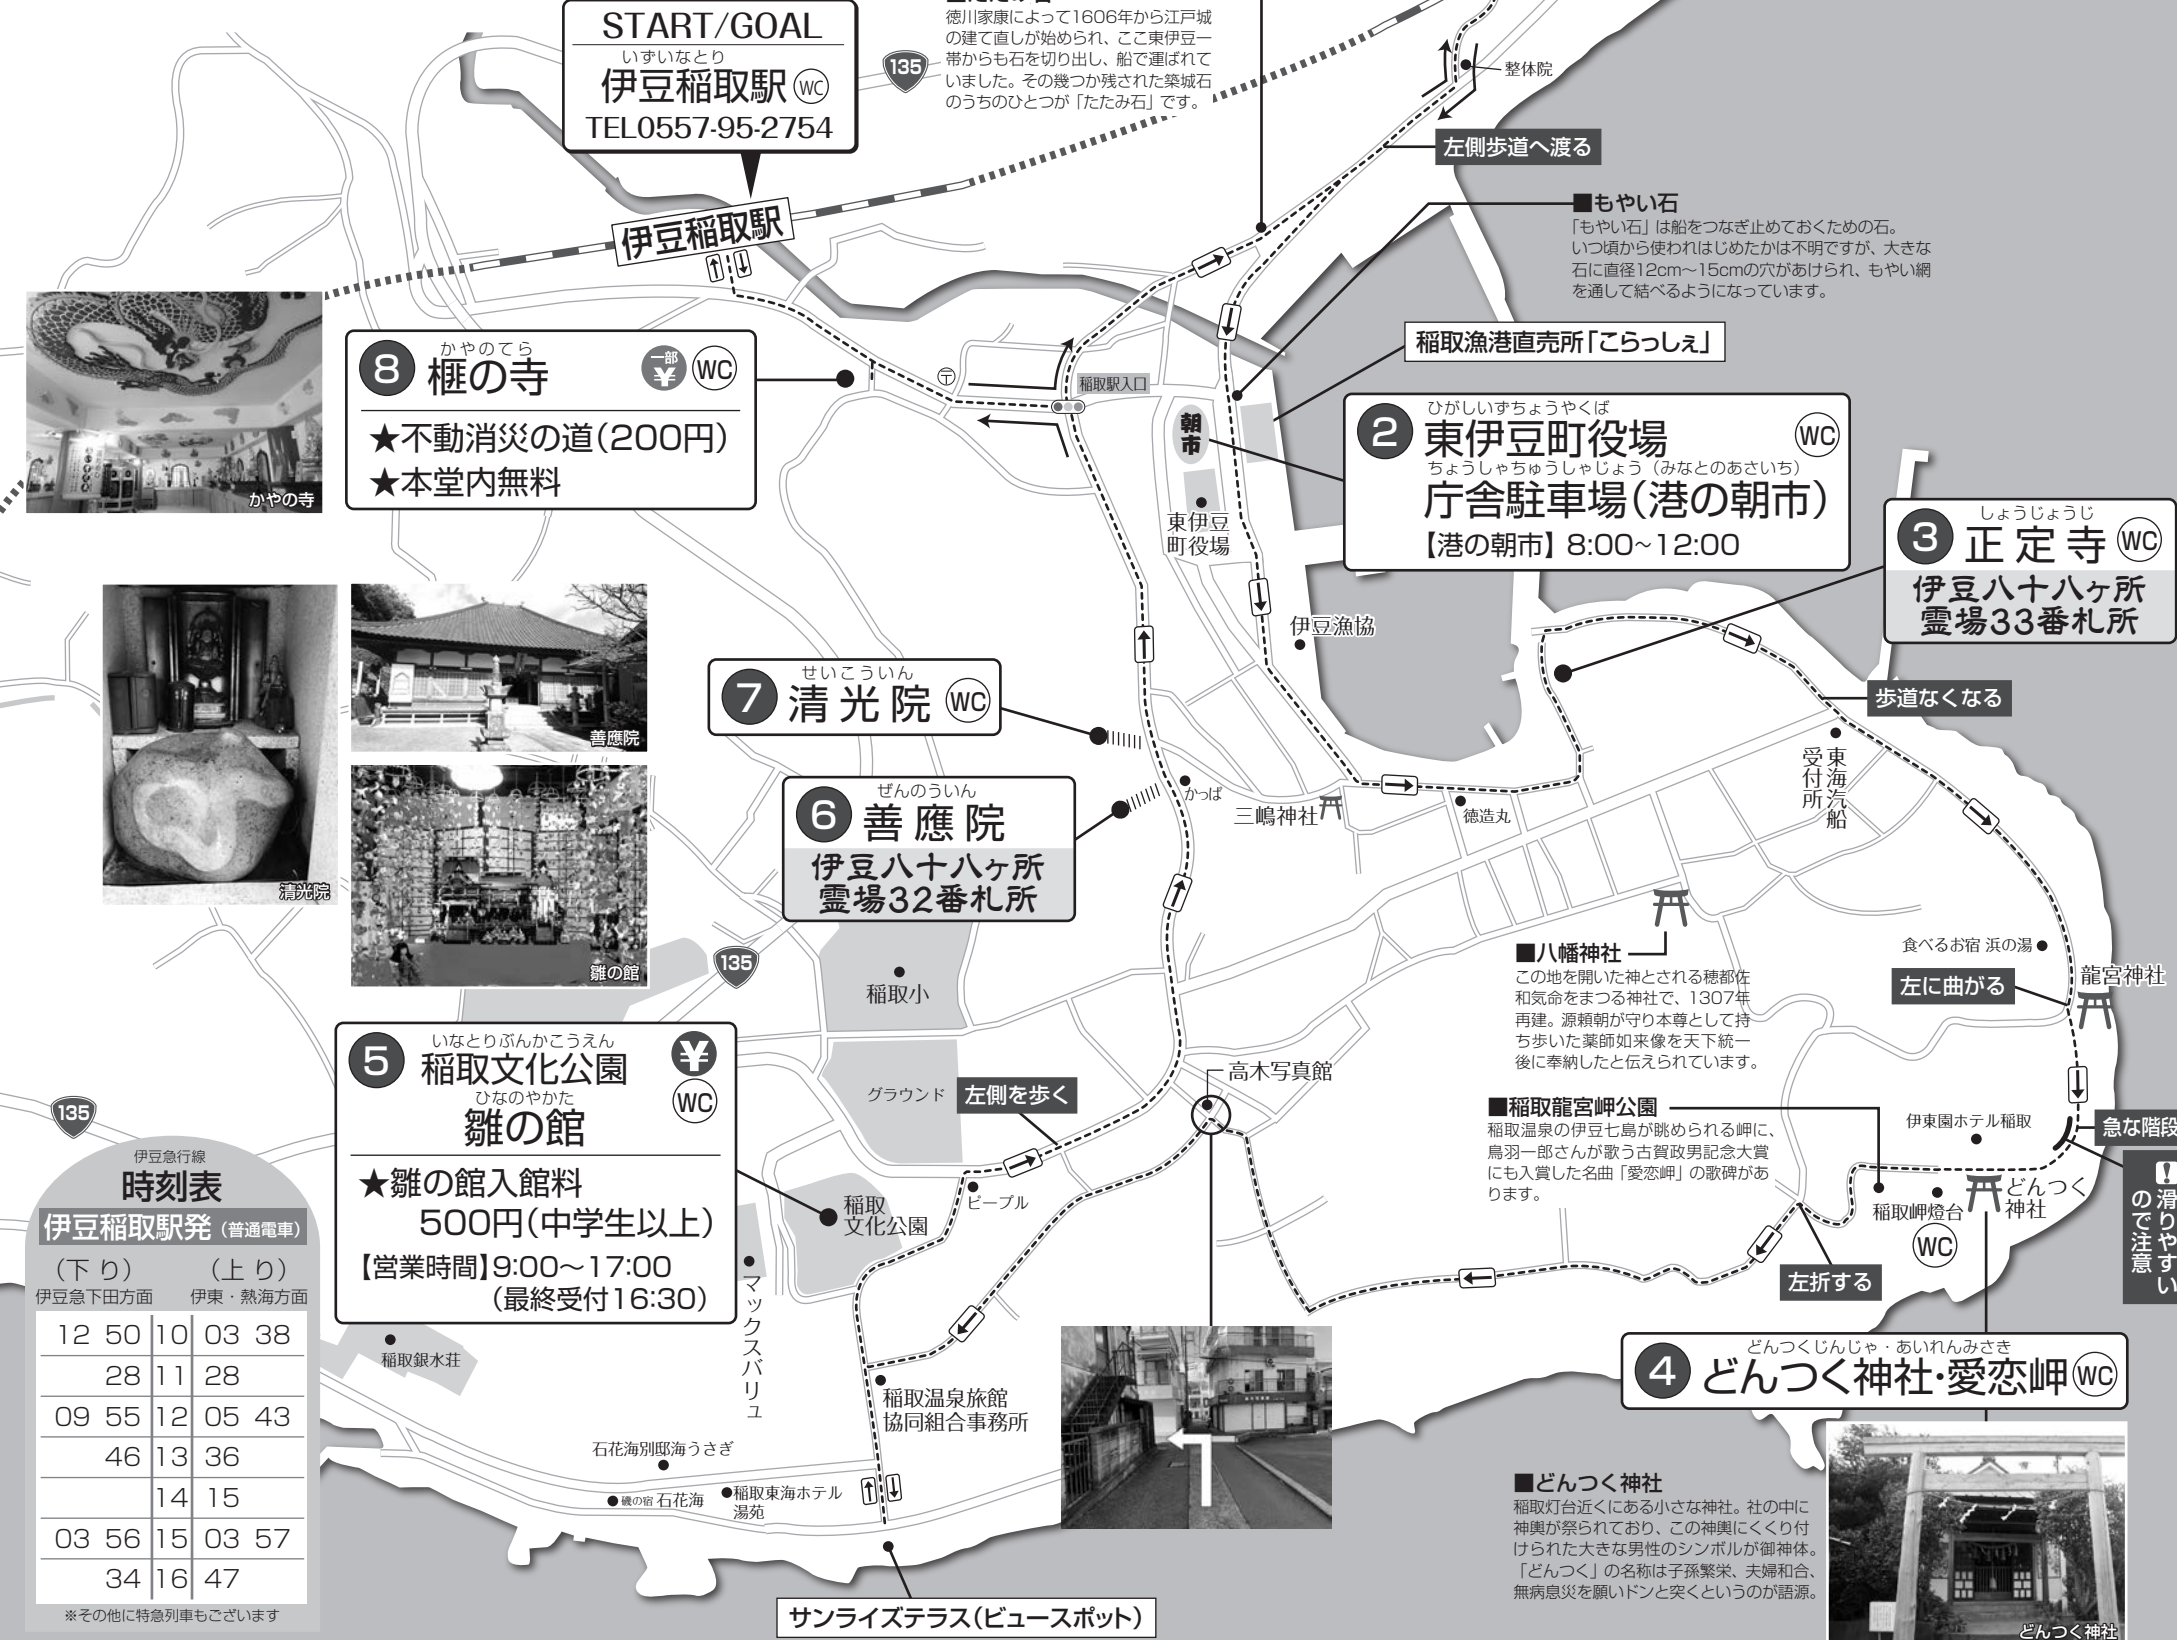 START/GOAL
いずいなとり
伊豆稲取駅 WC
TEL0557-95-2754
135
徳川家康によって1606年から江戸城
の建て直しが始められ、ここ東伊豆一
帯からも石を切り出し、船で運ばれて
いました。その幾つか残された築城石
のうちのひとつが「たたみ石」です。
整体院
左側歩道へ渡る
■もやい石
「もやい石」は船をつなぎ止めておくための石。
いつ頃から使われはじめたかは不明ですが、大きな
石に直径12cm〜15cmの穴があけられ、もやい網
を通して結べるようになっています。
伊豆稲取駅
かやの寺
8 かやのてら
榧の寺 一部 ¥ WC
★不動消災の道(200円)
★本堂内無料
〒
稲取駅入口
朝市
稲取漁港直売所「こらっしぇ」
2 ひがしいずちょうやくば
東伊豆町役場 WC
ちょうしゃちゅうしゃじょう(みなとのあさいち)
庁舎駐車場(港の朝市)
【港の朝市】8:00~12:00
東伊豆
町役場
3 しょうじょうじ
正定寺 WC
伊豆八十八ヶ所
霊場33番札所
伊豆漁協
歩道なくなる
東海汽船
受付所
清光院
善應院
雛の館
7 せいこういん
清光院 WC
6 ぜんのういん
善應院
伊豆八十八ヶ所
霊場32番札所
かっぱ
三嶋神社
徳造丸
135
稲取小
グラウンド
左側を歩く
高木写真館
■八幡神社
この地を開いた神とされる穂都佐
和気命をまつる神社で、1307年
再建。源頼朝が守り本尊として持
ち歩いた薬師如来像を天下統一
後に奉納したと伝えられています。
食べるお宿 浜の湯
左に曲がる
龍宮神社
■稲取龍宮岬公園
稲取温泉の伊豆七島が眺められる岬に、
鳥羽一郎さんが歌う古賀政男記念大賞
にも入賞した名曲「愛恋岬」の歌碑があ
ります。
伊東園ホテル稲取
急な階段
!滑りやすい
ので注意
どんつく
神社
稲取岬燈台
WC
左折する
5 いなとりぶんかこうえん
稲取文化公園 ¥
ひなのやかた
雛の館 WC
★雛の館入館料
500円(中学生以上)
【営業時間】9:00〜17:00
(最終受付16:30)
稲取
文化公園
ピープル
マックスバリュ
135
伊豆急行線
時刻表
伊豆稲取駅発(普通電車)
(下り) (上り)
伊豆急下田方面 伊東・熱海方面
12 50 10 03 38
28 11 28
09 55 12 05 43
46 13 36
14 15
03 56 15 03 57
34 16 47
※その他に特急列車もございます
稲取銀水荘
稲取温泉旅館
協同組合事務所
石花海別邸海うさぎ
磯の宿 石花海
稲取東海ホテル
湯苑
サンライズテラス(ビュースポット)
4 どんつくじんじゃ・あいれんみさき
どんつく神社・愛恋岬 WC
■どんつく神社
稲取灯台近くにある小さな神社。社の中に
神輿が祭られており、この神輿にくくり付
けられた大きな男性のシンボルが御神体。
「どんつく」の名称は子孫繁栄、夫婦和合、
無病息災を願いドンと突くというのが語源。
どんつく神社